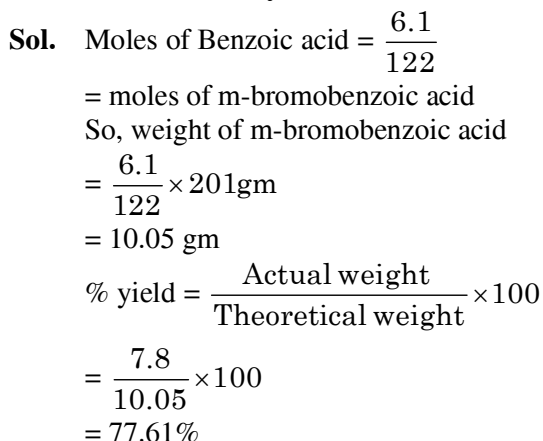 Sol. Moles of Benzoic acid = 6.1/122
= moles of m-bromobenzoic acid
So, weight of m-bromobenzoic acid
= 6.1/122 × 201gm
= 10.05 gm
% yield = Actual weight/Theoretical weight × 100
= 7.8/10.05 × 100
= 77.61%